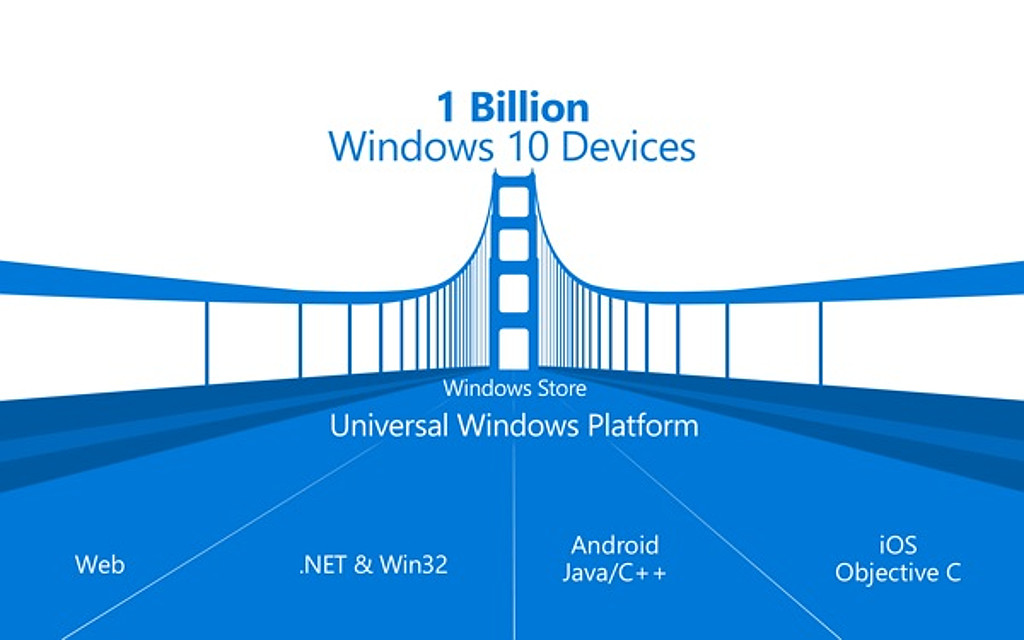 1 Billion
Windows 10 Devices
Windows Store
Universal Windows Platform
Web
.NET & Win32
Android
Java/C++
iOS
Objective C